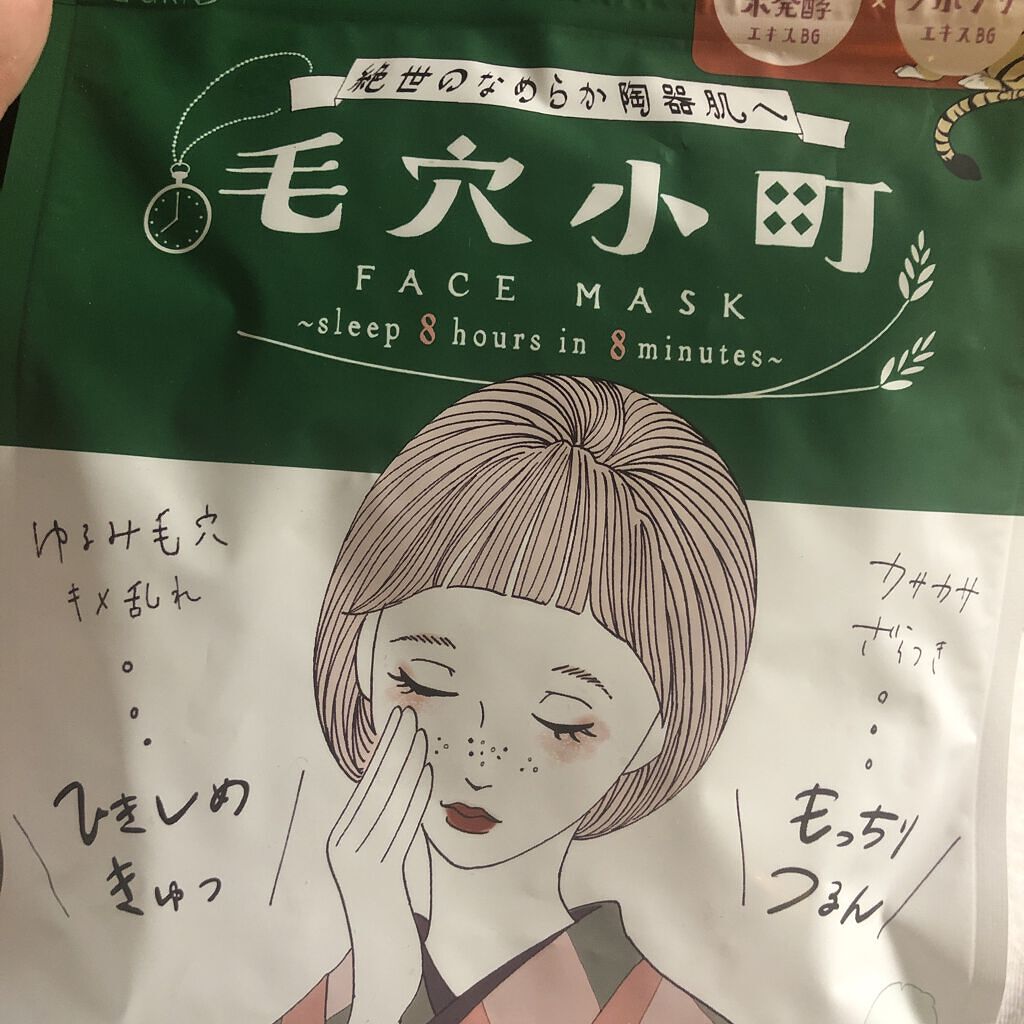 米発酵
エキスBG
×
エキスBG
絶世のなめらか陶器肌へ
毛穴小町
FACE MASK
~sleep 8 hours in 8 minutes~
ゆるみ毛穴
キメ乱れ
ひきしめ
きゅっ
カサカサ
ざらつき
もっちり
つるん